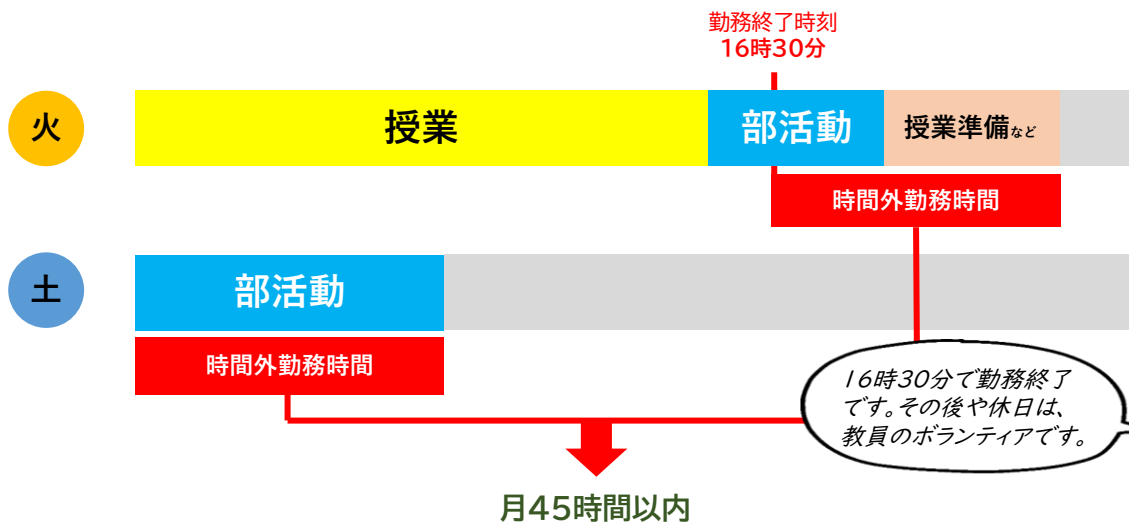 勤務終了時刻
16時30分
火
授業
部活動
授業準備など
時間外勤務時間
土
部活動
時間外勤務時間
16時30分で勤務終了
です。その後や休日は、
教員のボランティアです。
月45時間以内